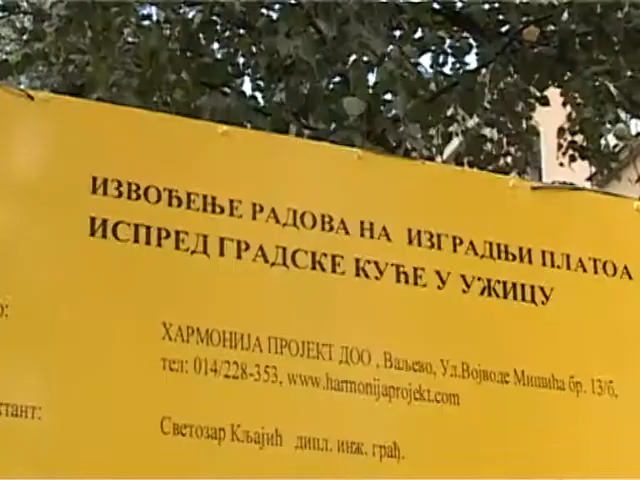 ИЗВОЂЕЊЕ РАДОВА НА ИЗГРАДЊИ ПЛАТОА
ИСПРЕД ГРАДСКЕ КУЋЕ У УЖИЦУ
о:
ХАРМОНИЈА ПРОЈЕКТ ДОО , Ваљево, Ул.Војводе Мишића бр. 13/б,
тел: 014/228-353, www.harmonijaprojekt.com
ктант:
Светозар Кљајић дипл. инж. грађ.